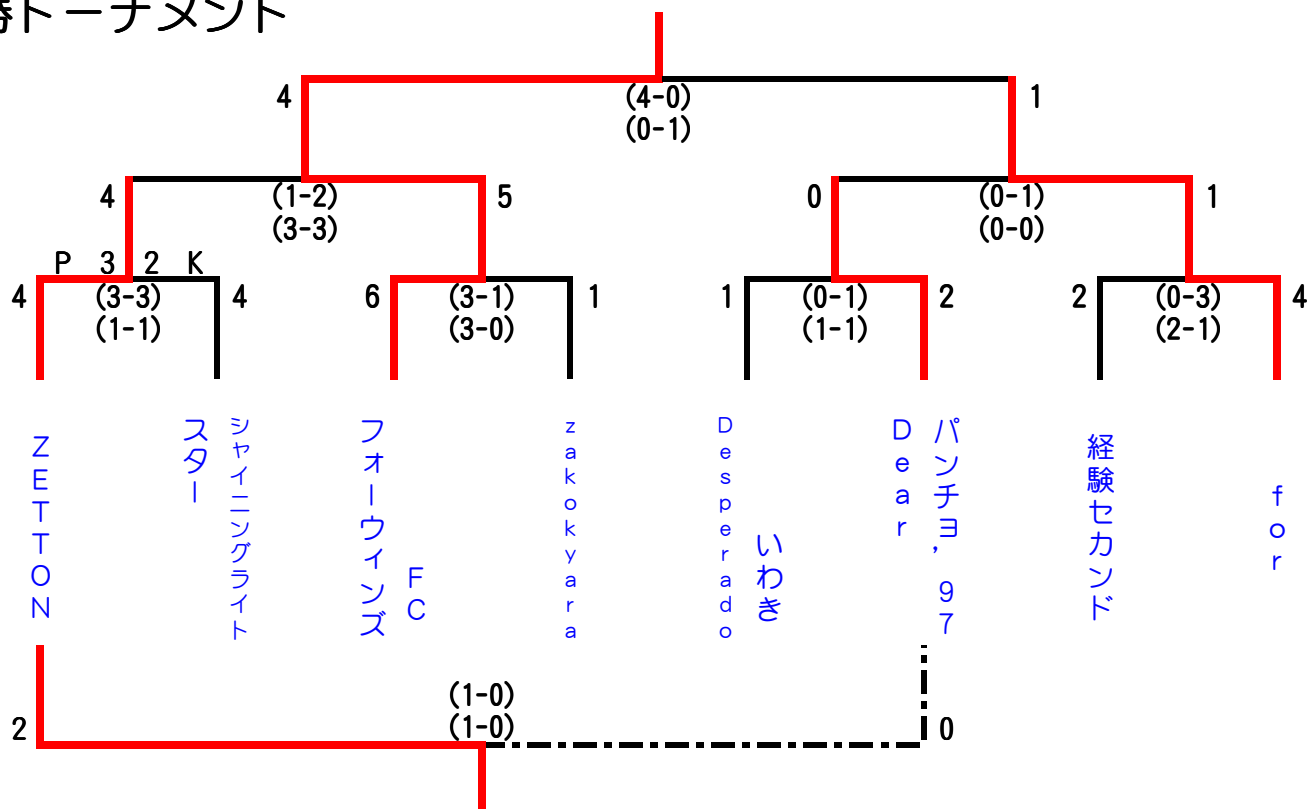 勝トーナメント
4
(4-0)
1
(0-1)
4
(1-2)
5
0
(0-1)
1
(3-3)
(0-0)
P 3 2 K
4
(3-3)
4
6
(3-1)
1
1
(0-1)
2
2
(0-3)
4
(1-1)
(3-0)
(1-1)
(2-1)
ZETTON
シャイニングライト
スター
フォーウィンズ
FC
zakokyara
Desperado
いわき
パンチョ,97
Dear
経験セカンド
for
(1-0)
2
(1-0)
0